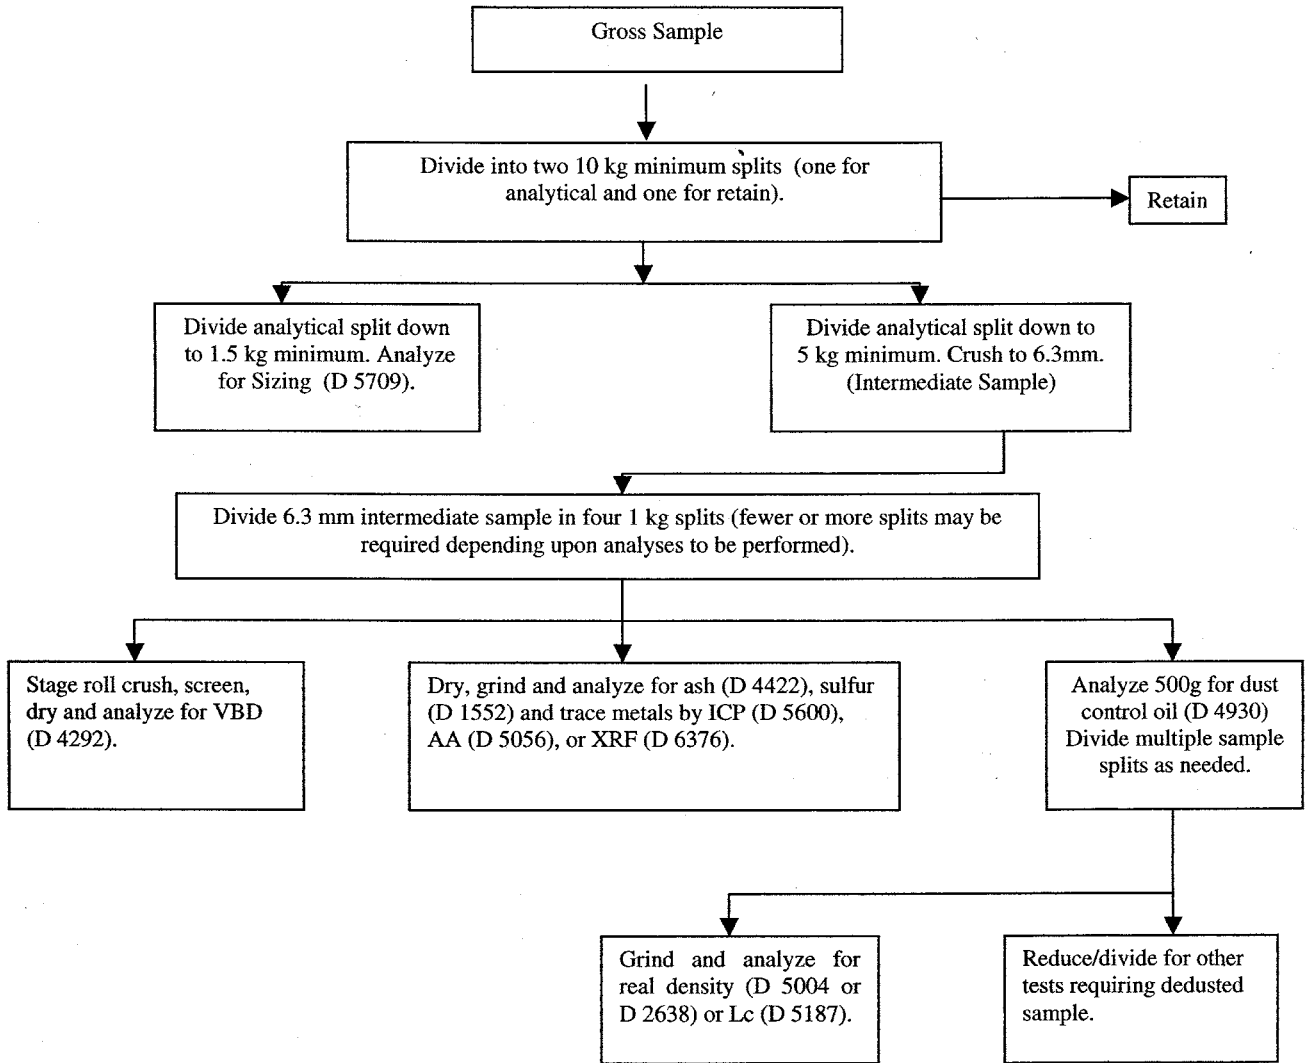 Gross Sample
Divide into two 10 kg minimum splits (one for
analytical and one for retain).
Retain
Divide analytical split down
to 1.5 kg minimum. Analyze
for Sizing (D 5709).
Divide analytical split down to
5 kg minimum. Crush to 6.3mm.
(Intermediate Sample)
Divide 6.3 mm intermediate sample in four 1 kg splits (fewer or more splits may be
required depending upon analyses to be performed).
Stage roll crush, screen,
dry and analyze for VBD
(D 4292).
Dry, grind and analyze for ash (D 4422), sulfur
(D 1552) and trace metals by ICP (D 5600),
AA (D 5056), or XRF (D 6376).
Analyze 500g for dust
control oil (D 4930)
Divide multiple sample
splits as needed.
Grind and analyze for
real density (D 5004 or
D 2638) or Lc (D 5187).
Reduce/divide for other
tests requiring dedusted
sample.